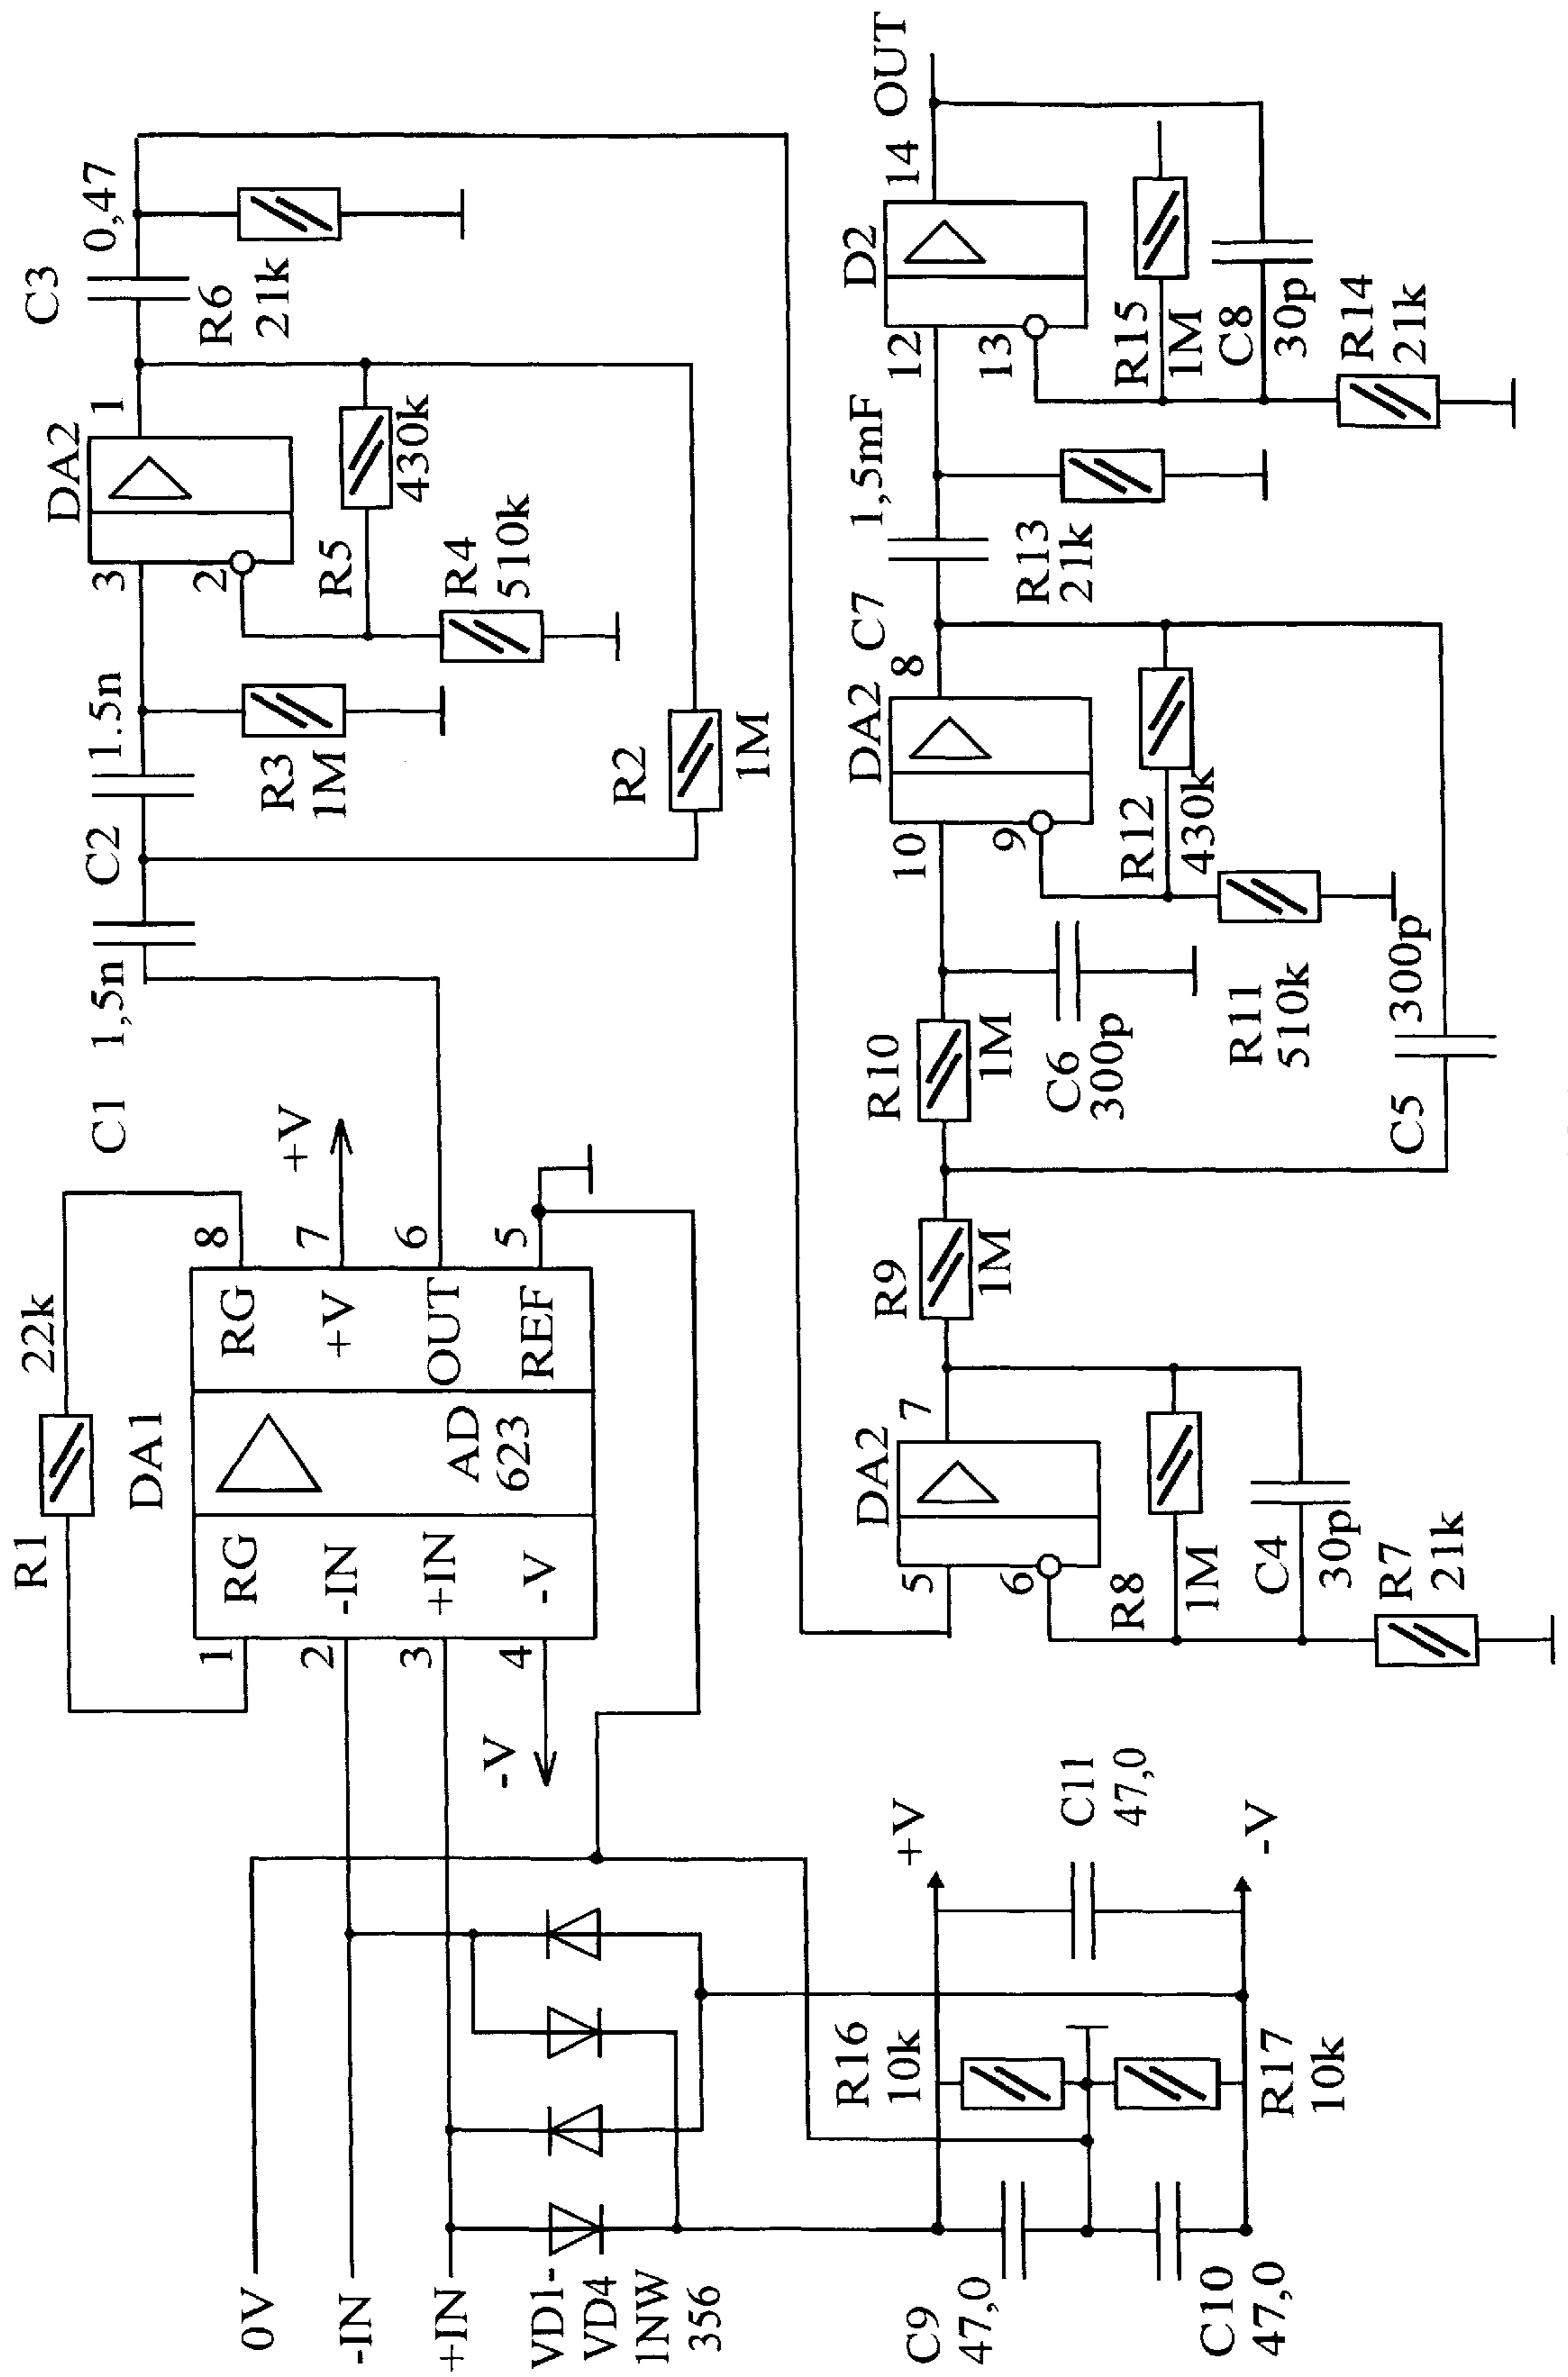 0V
-IN
+IN
VD1-
VD4
1NW
356
R1
22k
DA1
1
2
3
4
RG
-IN
+IN
-V
AD
623
RG
+V
OUT
REF
8
7
6
5
-V
+V
C1
1,5n
C2
1.5n
R3
1M
R2
1M
3
2
DA2
1
R5
430k
R4
510k
C3
0,47
R6
21k
C9
47,0
C10
47,0
R16
10k
R17
10k
+V
-V
C11
47,0
5
6
DA2
7
R8
1M
C4
30p
R7
21k
R9
1M
R10
1M
C6
300p
C5
300p
10
9
DA2
8
R12
430k
R11
510k
C7
1,5mF
R13
21k
12
13
D2
14
OUT
R15
1M
C8
30p
R14
21k